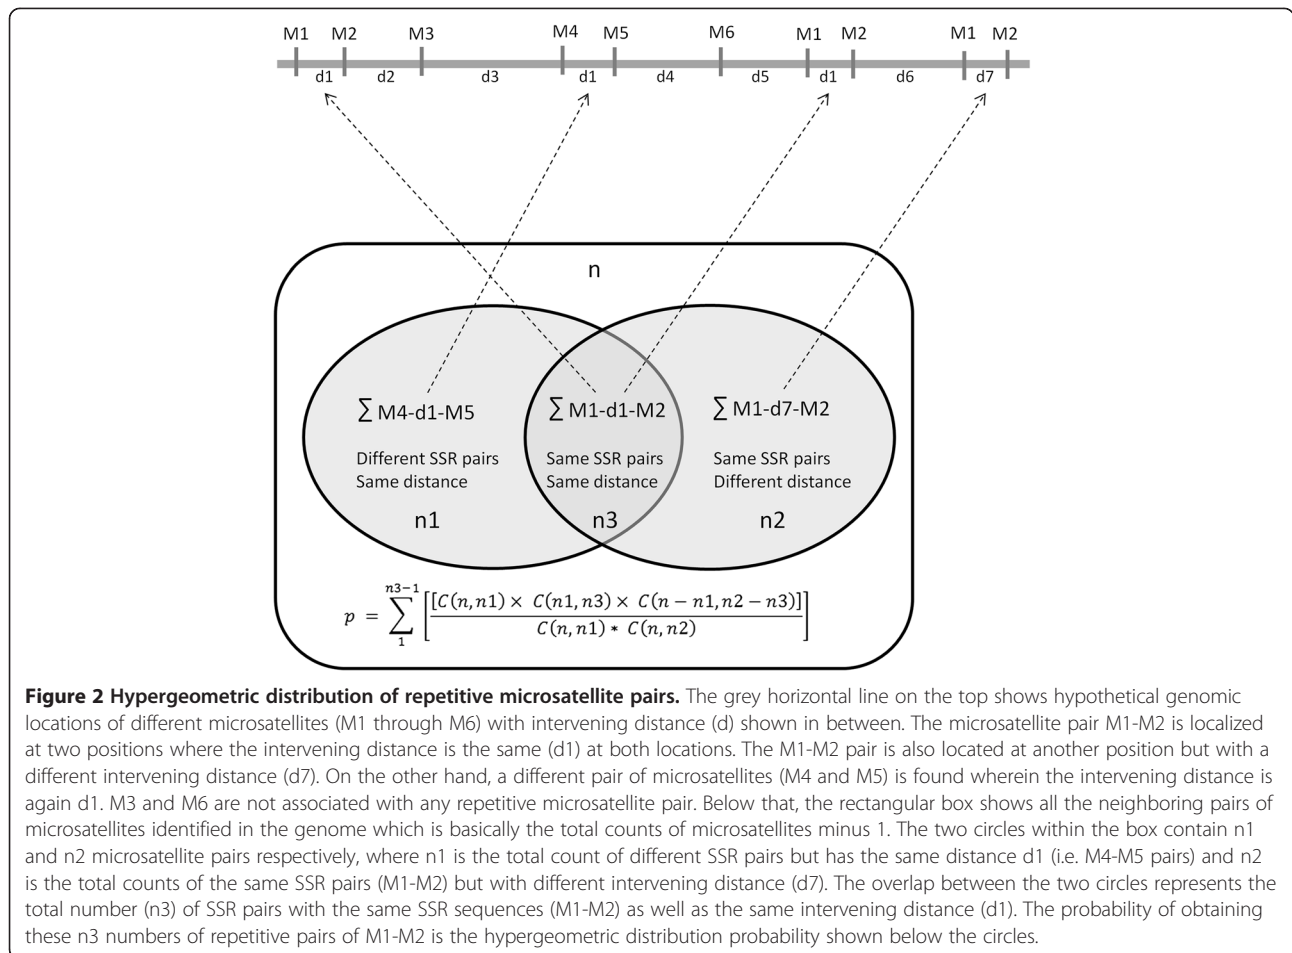 M1 M2 M3 M4 M5 M6 M1 M2 M1 M2
d1 d2 d3 d1 d4 d5 d1 d6 d7
n
∑ M4-d1-M5 ∑ M1-d1-M2 ∑ M1-d7-M2
Different SSR pairs Same SSR pairs Same SSR pairs
Same distance Same distance Different distance
n1 n3 n2
n3−1
p = ∑ [[C(n,n1) × C(n1,n3) × C(n − n1,n2 − n3)]]
C(n,n1) * C(n,n2)
1
Figure 2 Hypergeometric distribution of repetitive microsatellite pairs. The grey horizontal line on the top shows hypothetical genomic
locations of different microsatellites (M1 through M6) with intervening distance (d) shown in between. The microsatellite pair M1-M2 is localized
at two positions where the intervening distance is the same (d1) at both locations. The M1-M2 pair is also located at another position but with a
different intervening distance (d7). On the other hand, a different pair of microsatellites (M4 and M5) is found wherein the intervening distance is
again d1. M3 and M6 are not associated with any repetitive microsatellite pair. Below that, the rectangular box shows all the neighboring pairs of
microsatellites identified in the genome which is basically the total counts of microsatellites minus 1. The two circles within the box contain n1
and n2 microsatellite pairs respectively, where n1 is the total count of different SSR pairs but has the same distance d1 (i.e. M4-M5 pairs) and n2
is the total counts of the same SSR pairs (M1-M2) but with different intervening distance (d7). The overlap between the two circles represents the
total number (n3) of SSR pairs with the same SSR sequences (M1-M2) as well as the same intervening distance (d1). The probability of obtaining
these n3 numbers of repetitive pairs of M1-M2 is the hypergeometric distribution probability shown below the circles.